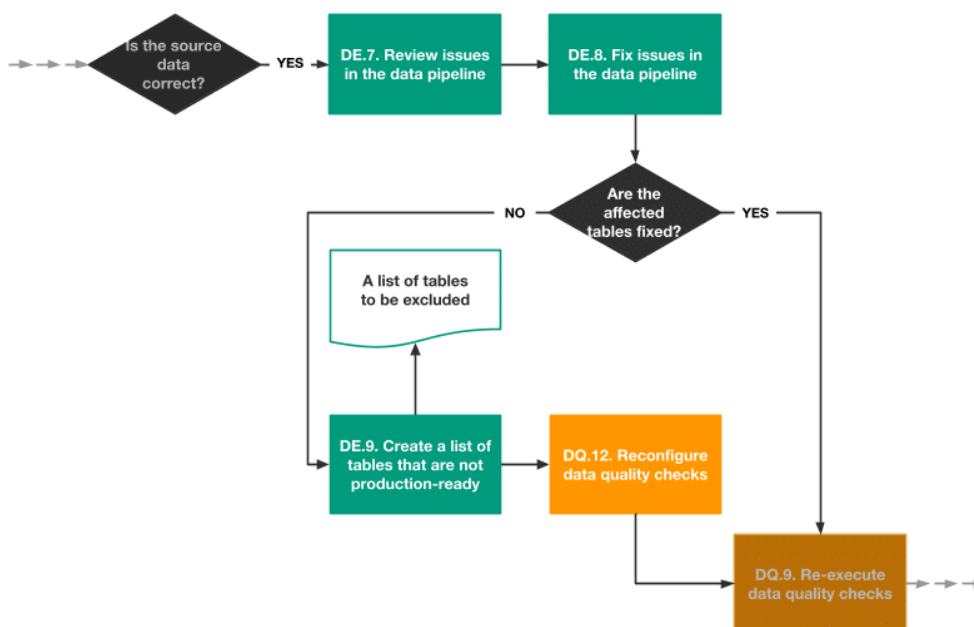 Is the source
data
correct?
YES
DE.7. Review issues
in the data pipeline
DE.8. Fix issues in
the data pipeline
Are the
affected
tables fixed?
NO
YES
A list of tables
to be excluded
DE.9. Create a list of
tables that are not
production-ready
DQ.12. Reconfigure
data quality checks
DQ.9. Re-execute
data quality checks